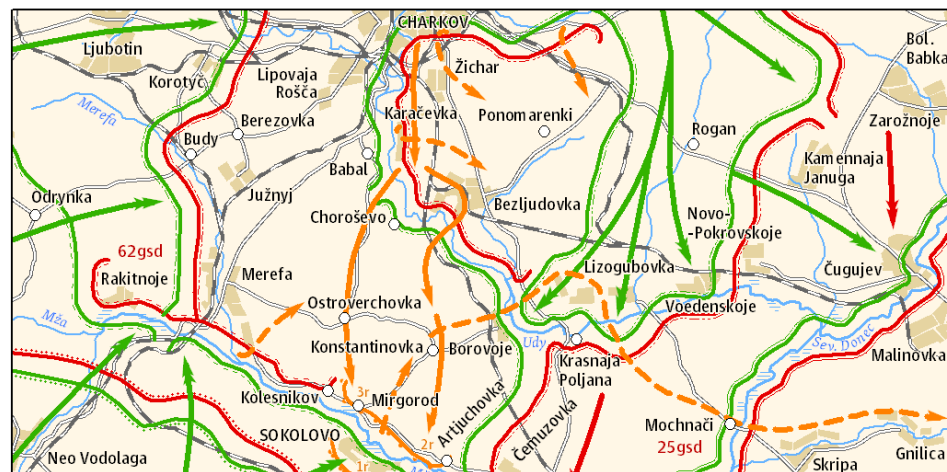 CHARKOV
Ljubotin
Bol.
Babka
Korotyč
Lipovaja
Rošča
Žichar
Merefa
Karačevka
Ponomarenki
Zarožnoje
Berezovka
Rogan
Budy
Kamennaja
Januga
Babal
Južnyj
Odrynka
Bezljudovka
Choroševo
Novo-
-Pokrovskoje
62gsd
Rakitnoje
Merefa
Lizogubovka
Čugujev
Ostroverchovka
Voedenskoje
Mža
Konstantinovka
Borovoje
Udy
Sev. Donec
Krasnaja-
Poljana
Malinovka
Kolesnikov
3r
Mirgorod
Artjuchovka
Čemuzovka
Mochnači
25gsd
SOKOLOVO
2r
1r
Neo Vodolaga
Skripa
Gnilica